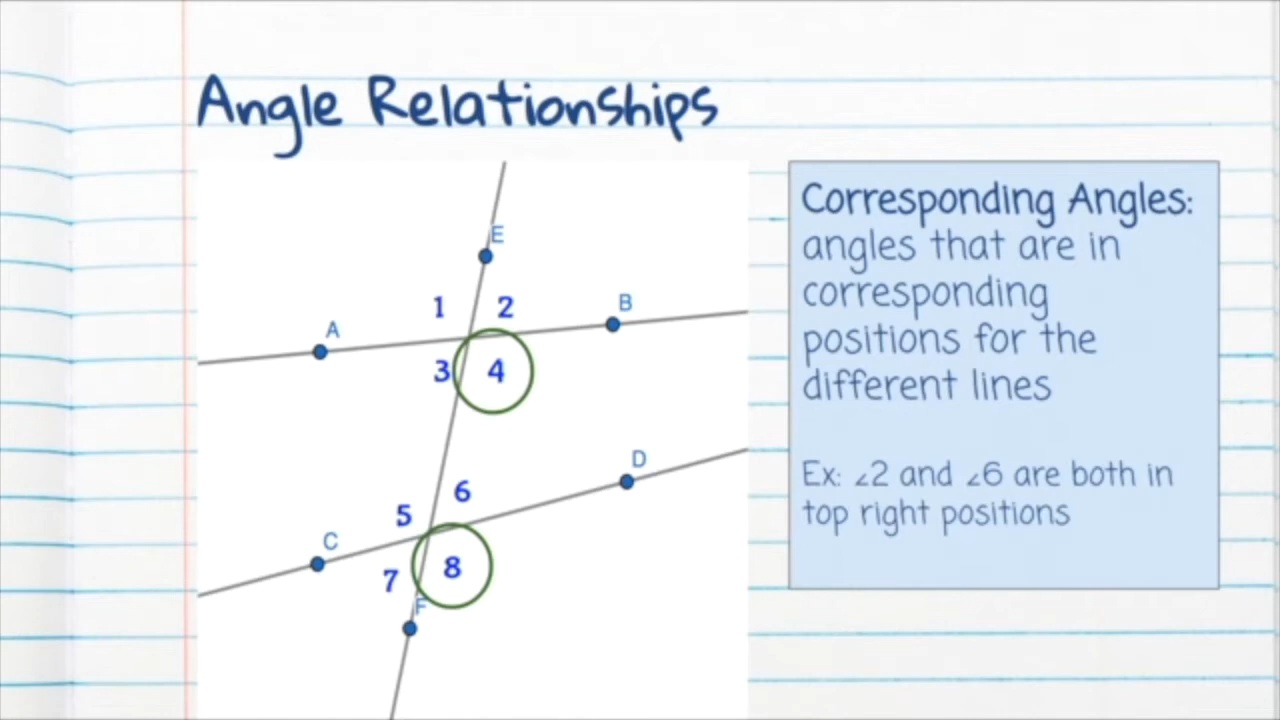 Angle Relationships
E
1 2 B
A
3 4
D
6
5
C
7 8
F
Corresponding Angles:
angles that are in
corresponding
positions for the
different lines
Ex: ∠2 and ∠6 are both in
top right positions